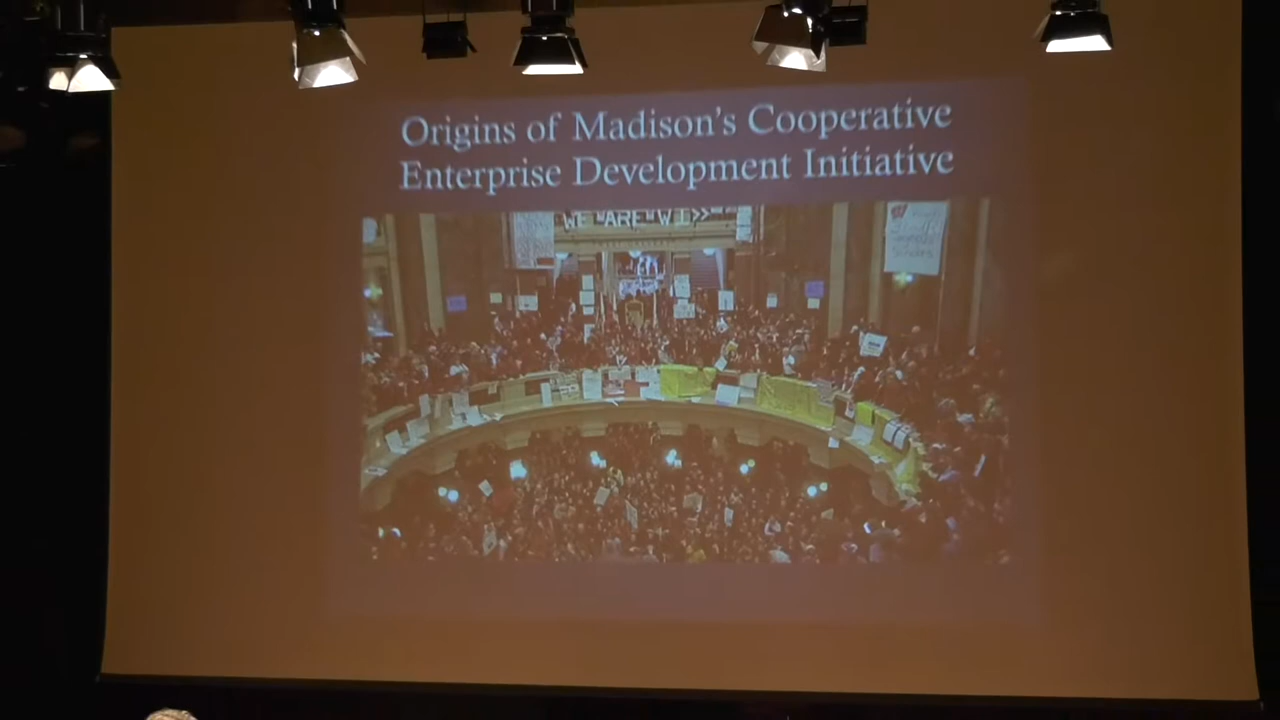 Origins of Madison's Cooperative
Enterprise Development Initiative
WE ARE WI